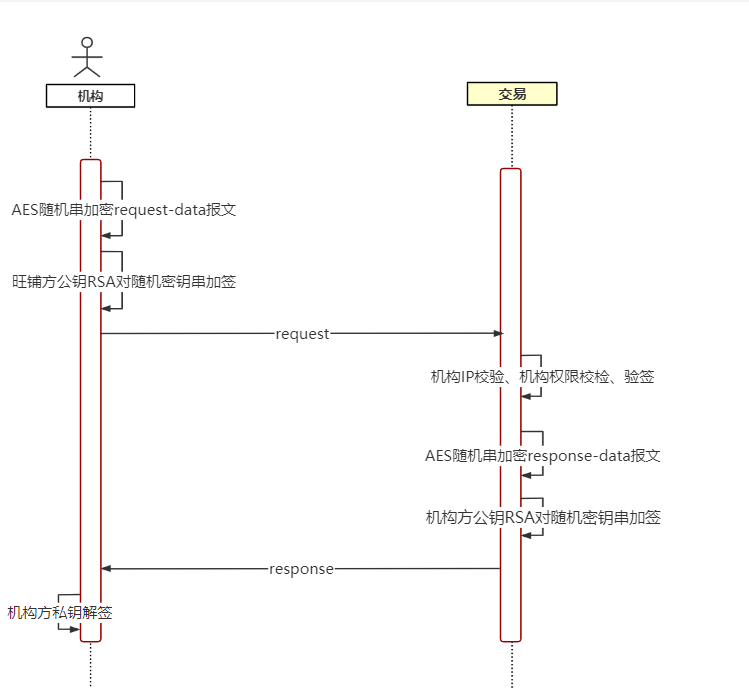 机构
交易
AES随机串加密request-data报文
旺铺方公钥RSA对随机密钥串加签
request
机构IP校验、机构权限校检、验签
AES随机串加密response-data报文
机构方公钥RSA对随机密钥串加签
response
机构方私钥解签